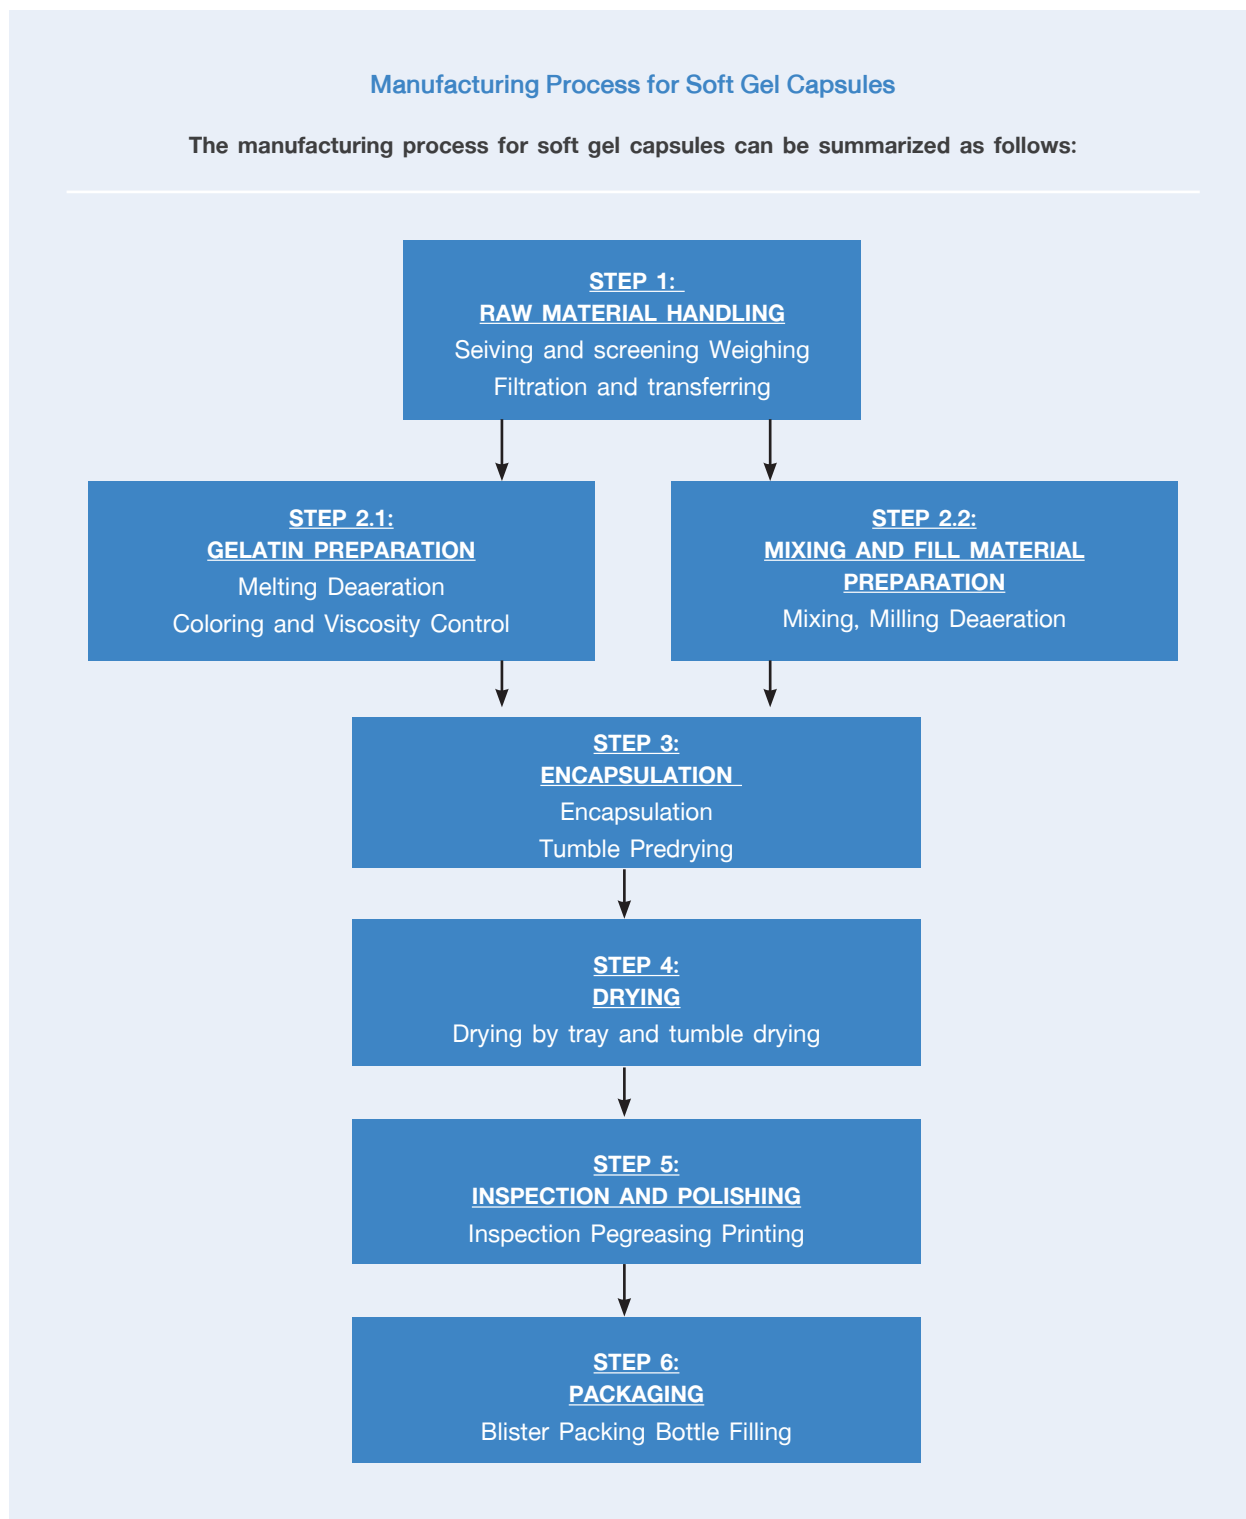 Manufacturing Process for Soft Gel Capsules
The manufacturing process for soft gel capsules can be summarized as follows:
STEP 1:
RAW MATERIAL HANDLING
Seiving and screening Weighing
Filtration and transferring
STEP 2.1:
GELATIN PREPARATION
Melting Deaeration
Coloring and Viscosity Control
STEP 2.2:
MIXING AND FILL MATERIAL
PREPARATION
Mixing, Milling Deaeration
STEP 3:
ENCAPSULATION
Encapsulation
Tumble Predrying
STEP 4:
DRYING
Drying by tray and tumble drying
STEP 5:
INSPECTION AND POLISHING
Inspection Pegreasing Printing
STEP 6:
PACKAGING
Blister Packing Bottle Filling